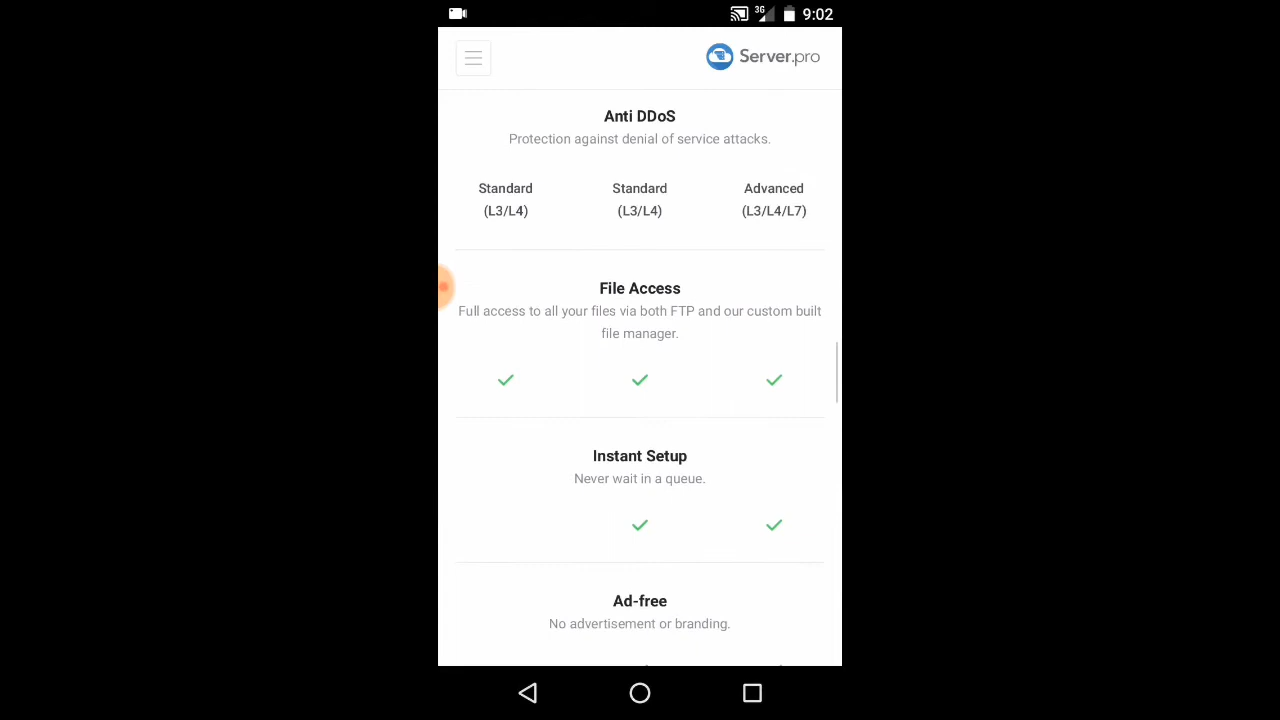 3G 9:02
Server.pro
Anti DDoS
Protection against denial of service attacks.
Standard Standard Advanced
(L3/L4) (L3/L4) (L3/L4/L7)
File Access
Full access to all your files via both FTP and our custom built
file manager.
Instant Setup
Never wait in a queue.
Ad-free
No advertisement or branding.